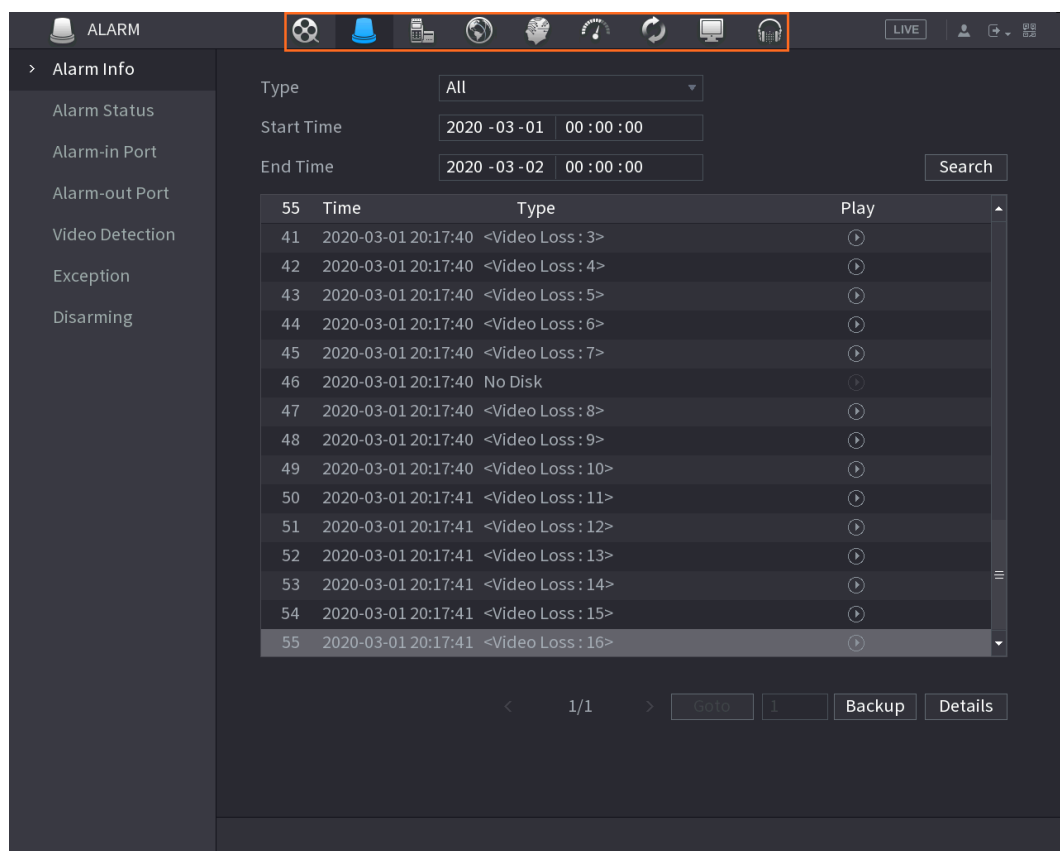 ALARM LIVE
> Alarm Info
Alarm Status
Alarm-in Port
Alarm-out Port
Video Detection
Exception
Disarming
Type All
Start Time 2020 -03 -01 00 :00 :00
End Time 2020 -03 -02 00 :00 :00 Search
55 Time Type Play
41 2020-03-01 20:17:40 <Video Loss : 3>
42 2020-03-01 20:17:40 <Video Loss : 4>
43 2020-03-01 20:17:40 <Video Loss : 5>
44 2020-03-01 20:17:40 <Video Loss : 6>
45 2020-03-01 20:17:40 <Video Loss : 7>
46 2020-03-01 20:17:40 No Disk
47 2020-03-01 20:17:40 <Video Loss : 8>
48 2020-03-01 20:17:40 <Video Loss : 9>
49 2020-03-01 20:17:40 <Video Loss : 10>
50 2020-03-01 20:17:41 <Video Loss : 11>
51 2020-03-01 20:17:41 <Video Loss : 12>
52 2020-03-01 20:17:41 <Video Loss : 13>
53 2020-03-01 20:17:41 <Video Loss : 14>
54 2020-03-01 20:17:41 <Video Loss : 15>
55 2020-03-01 20:17:41 <Video Loss : 16>
< 1/1 > Goto 1 Backup Details